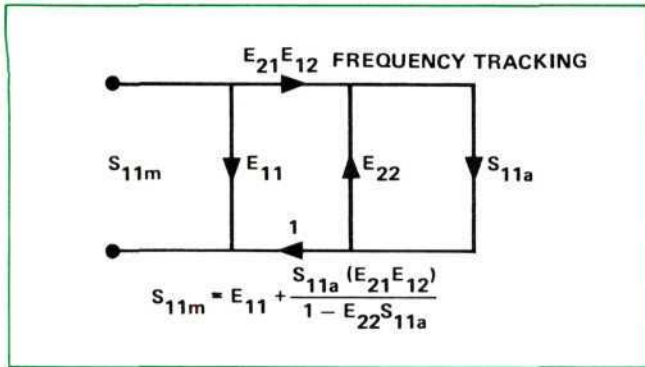 E21E12 FREQUENCY TRACKING
S11m E11 E22 S11a
1
S11m = E11 + S11a (E21E12) / 1 − E22S11a